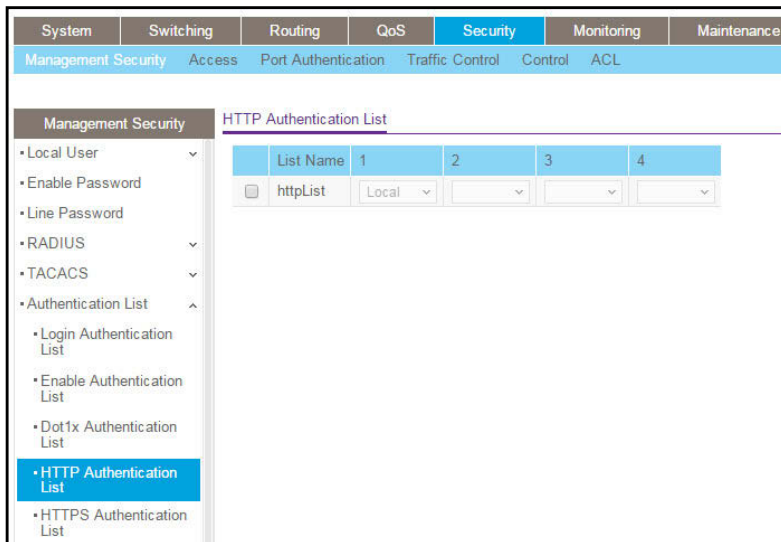 System Switching Routing QoS Security Monitoring Maintenance
Management Security Access Port Authentication Traffic Control Control ACL
Management Security
Local User
Enable Password
Line Password
RADIUS
TACACS
Authentication List
Login Authentication
List
Enable Authentication
List
Dot1x Authentication
List
HTTP Authentication
List
HTTPS Authentication
List
HTTP Authentication List
List Name 1 2 3 4
httpList Local